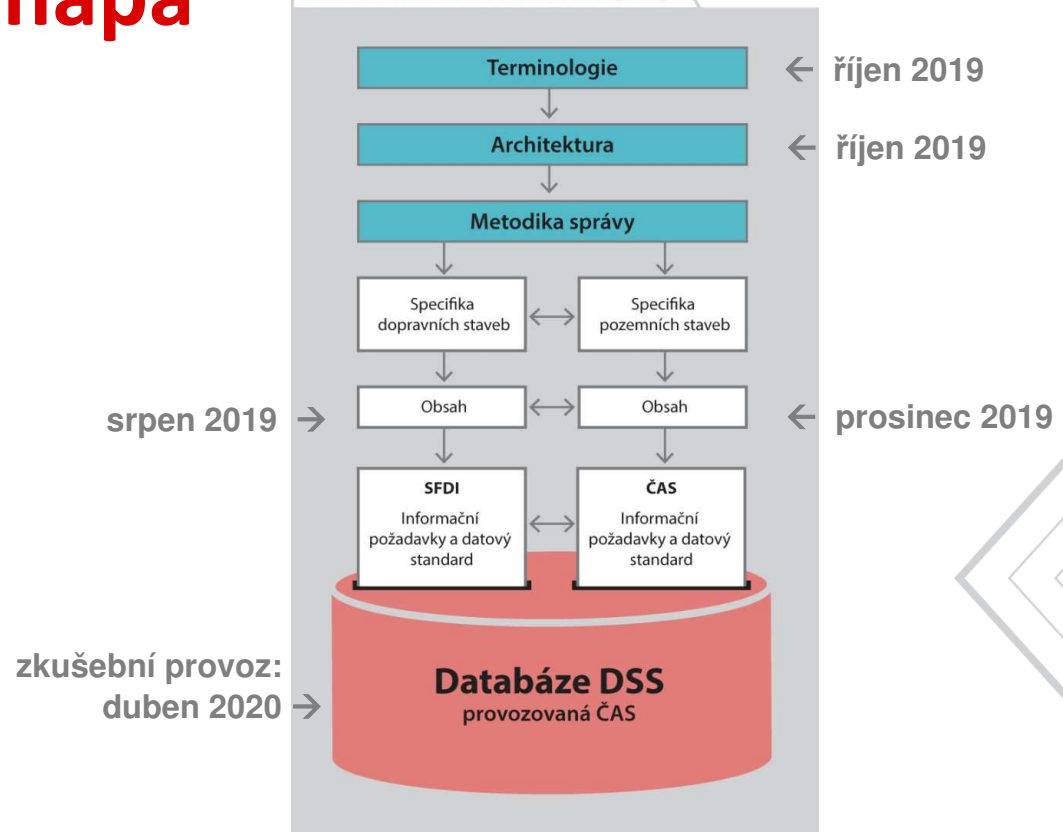 Terminologie
← říjen 2019
Architektura
← říjen 2019
Metodika správy
Specifika
dopravních staveb
Specifika
pozemních staveb
srpen 2019 →
Obsah
Obsah
← prosinec 2019
SFDI
Informační
požadavky a datový
standard
ČAS
Informační
požadavky a datový
standard
zkušební provoz:
duben 2020 →
Databáze DSS
provozovaná ČAS